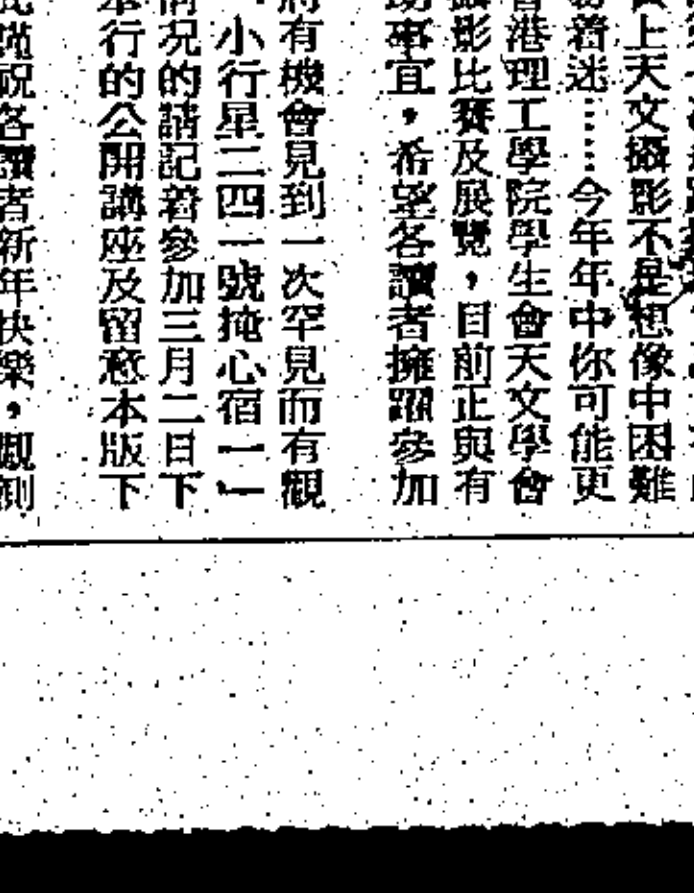 上天文攝影不是想像中困難
着迷……今年年中你可能更
港理工學院學生會天文學會
影比賽及展覽，目前正與有
事宜，希望各讀者擁躍參加
有機會見到一次罕見而有觀
、小行星二四一號掩心宿一」
情況的請記着參加三月二日下
舉行的公開講座及留意本版下
謹祝各讀者新年快樂，觀測